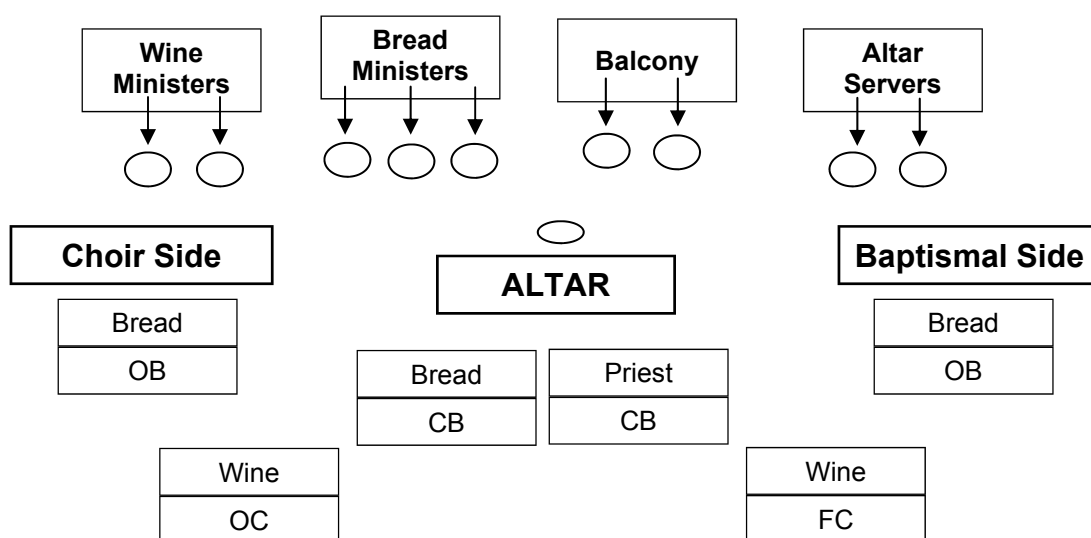 Wine
Ministers
Bread
Ministers
Balcony
Altar
Servers
Choir Side
ALTAR
Baptismal Side
Bread
OB
Bread
OB
Bread
CB
Priest
CB
Wine
OC
Wine
FC